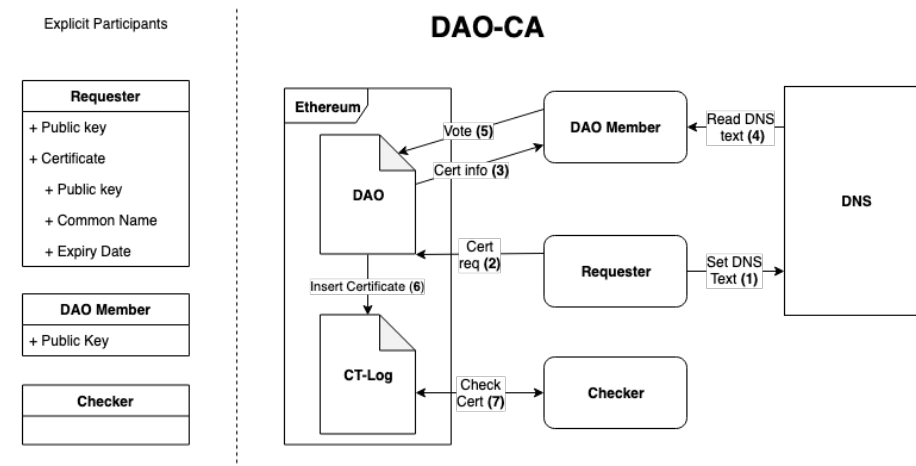 Explicit Participants
DAO-CA
Requester
+ Public key
+ Certificate
+ Public key
+ Common Name
+ Expiry Date
DAO Member
+ Public Key
Checker
Ethereum
DAO
Vote (5)
Cert info (3)
DAO Member
Read DNS
text (4)
DNS
Cert
req (2)
Requester
Set DNS
Text (1)
Insert Certificate (6)
CT-Log
Check
Cert (7)
Checker